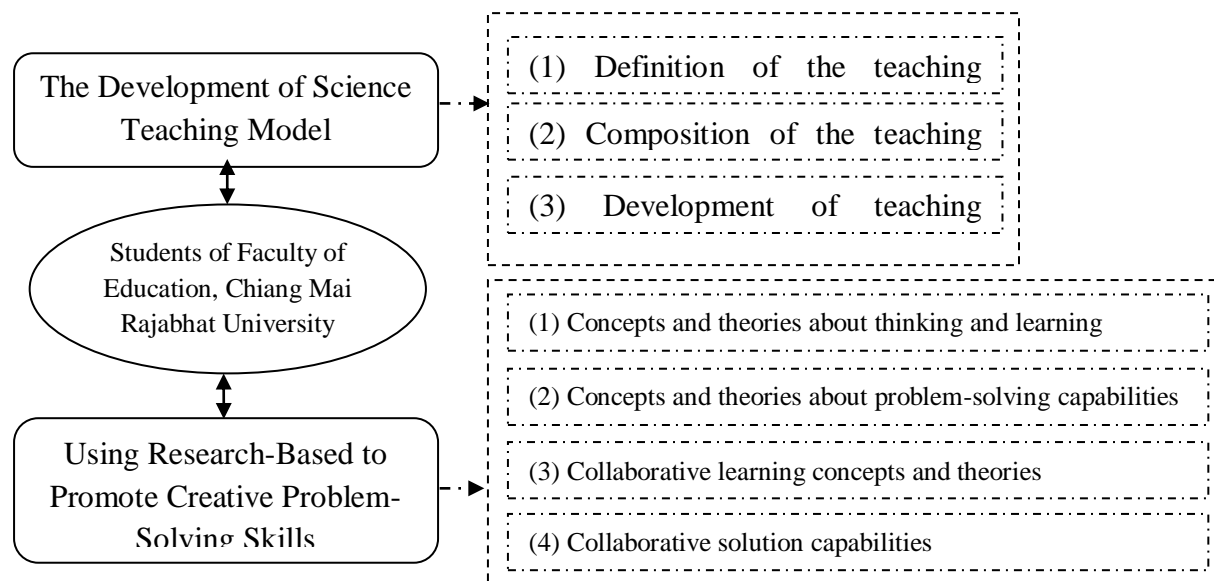 The Development of Science
Teaching Model
(1) Definition of the teaching
(2) Composition of the teaching
(3) Development of teaching
Students of Faculty of
Education, Chiang Mai
Rajabhat University
Using Research-Based to
Promote Creative Problem-
Solving Skills
(1) Concepts and theories about thinking and learning
(2) Concepts and theories about problem-solving capabilities
(3) Collaborative learning concepts and theories
(4) Collaborative solution capabilities